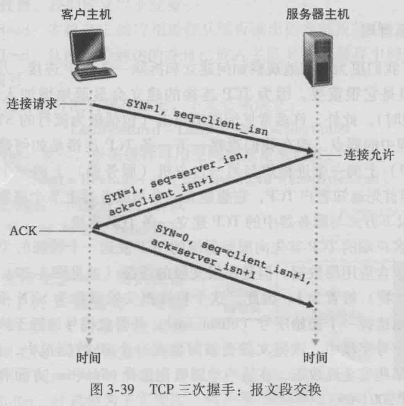 客户主机
服务器主机
连接请求
SYN=1, seq=client_isn
连接允许
SYN=1, seq=server_isn,
ack=client_isn+1
ACK
SYN=0, seq=client_isn+1,
ack=server_isn+1
时间
时间
图 3-39 TCP 三次握手：报文段交换